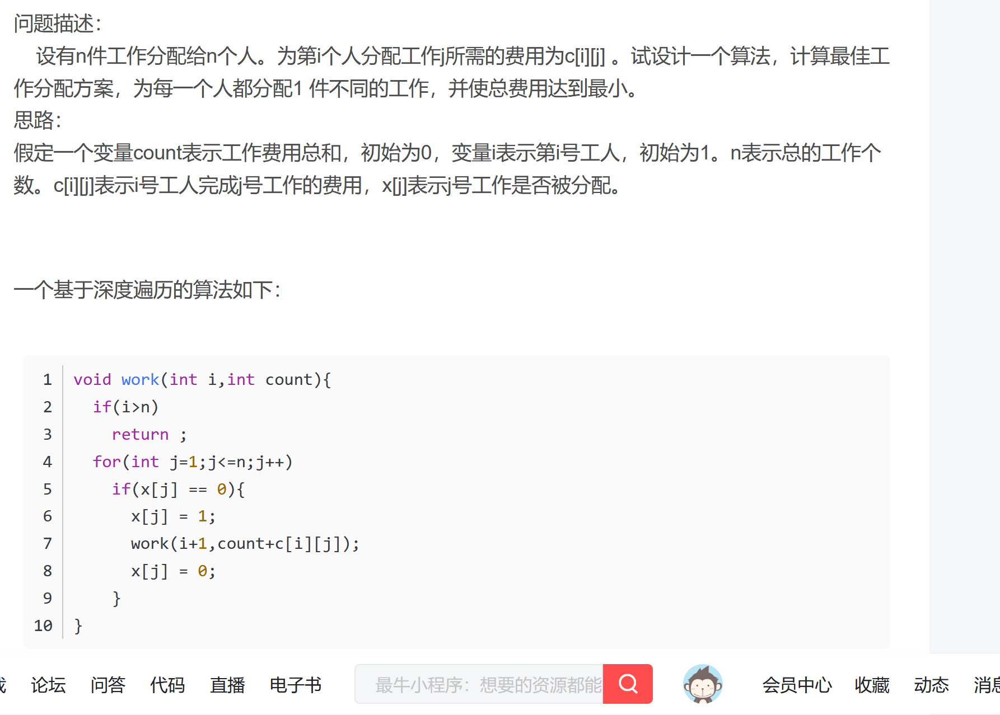 问题描述：
设有n件工作分配给n个人。为第i个人分配工作j所需的费用为c[i][j] 。试设计一个算法，计算最佳工
作分配方案，为每一个人都分配1 件不同的工作，并使总费用达到最小。
思路：
假定一个变量count表示工作费用总和，初始为0，变量i表示第i号工人，初始为1。n表示总的工作个
数。c[i][j]表示i号工人完成j号工作的费用，x[j]表示j号工作是否被分配。
一个基于深度遍历的算法如下：
1 void work(int i,int count){
2 if(i>n)
3 return ;
4 for(int j=1;j<=n;j++)
5 if(x[j] == 0){
6 x[j] = 1;
7 work(i+1,count+c[i][j]);
8 x[j] = 0;
9 }
10 }
论坛 问答 代码 直播 电子书 最牛小程序：想要的资源都能 会员中心 收藏 动态 消息